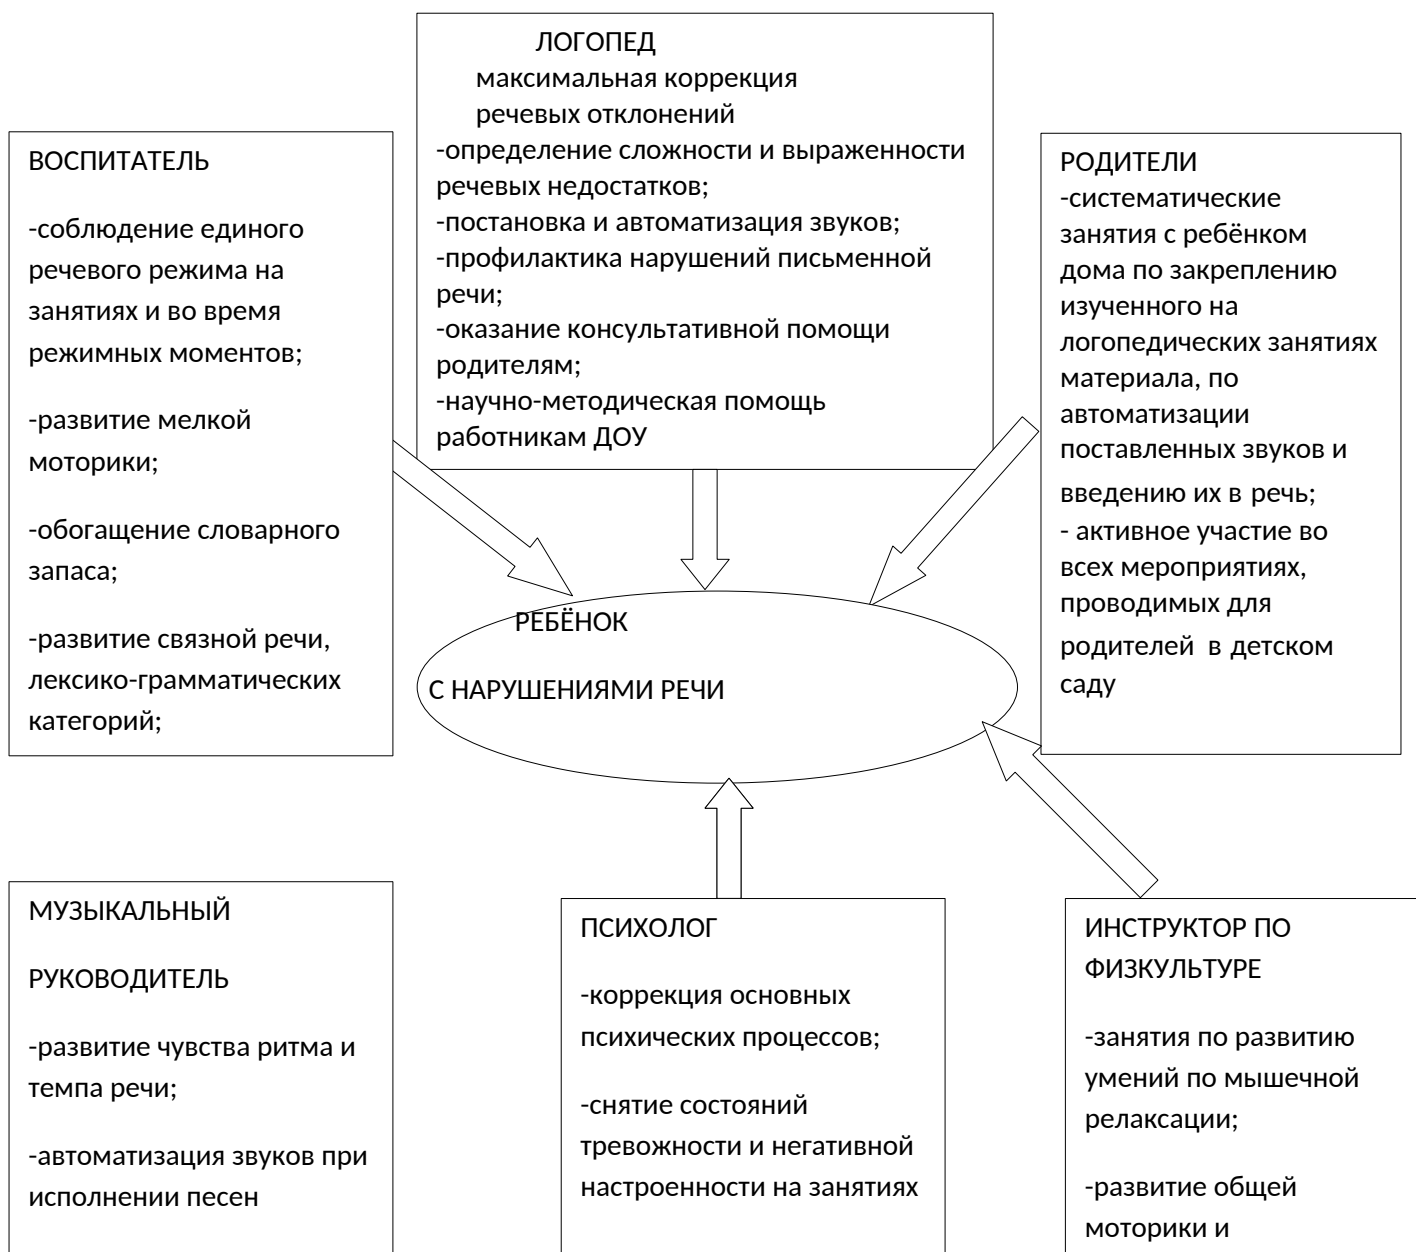 ЛОГОПЕД
максимальная коррекция
речевых отклонений
-определение сложности и выраженности
речевых недостатков;
-постановка и автоматизация звуков;
-профилактика нарушений письменной
речи;
-оказание консультативной помощи
родителям;
-научно-методическая помощь
работникам ДОУ
ВОСПИТАТЕЛЬ
-соблюдение единого
речевого режима на
занятиях и во время
режимных моментов;
-развитие мелкой
моторики;
-обогащение словарного
запаса;
-развитие связной речи,
лексико-грамматических
категорий;
РОДИТЕЛИ
-систематические
занятия с ребёнком
дома по закреплению
изученного на
логопедических занятиях
материала, по
автоматизации
поставленных звуков и
введению их в речь;
- активное участие во
всех мероприятиях,
проводимых для
родителей в детском
саду
РЕБЁНОК
С НАРУШЕНИЯМИ РЕЧИ
МУЗЫКАЛЬНЫЙ
РУКОВОДИТЕЛЬ
-развитие чувства ритма и
темпа речи;
-автоматизация звуков при
исполнении песен
ПСИХОЛОГ
-коррекция основных
психических процессов;
-снятие состояний
тревожности и негативной
настроенности на занятиях
ИНСТРУКТОР ПО
ФИЗКУЛЬТУРЕ
-занятия по развитию
умений по мышечной
релаксации;
-развитие общей
моторики и